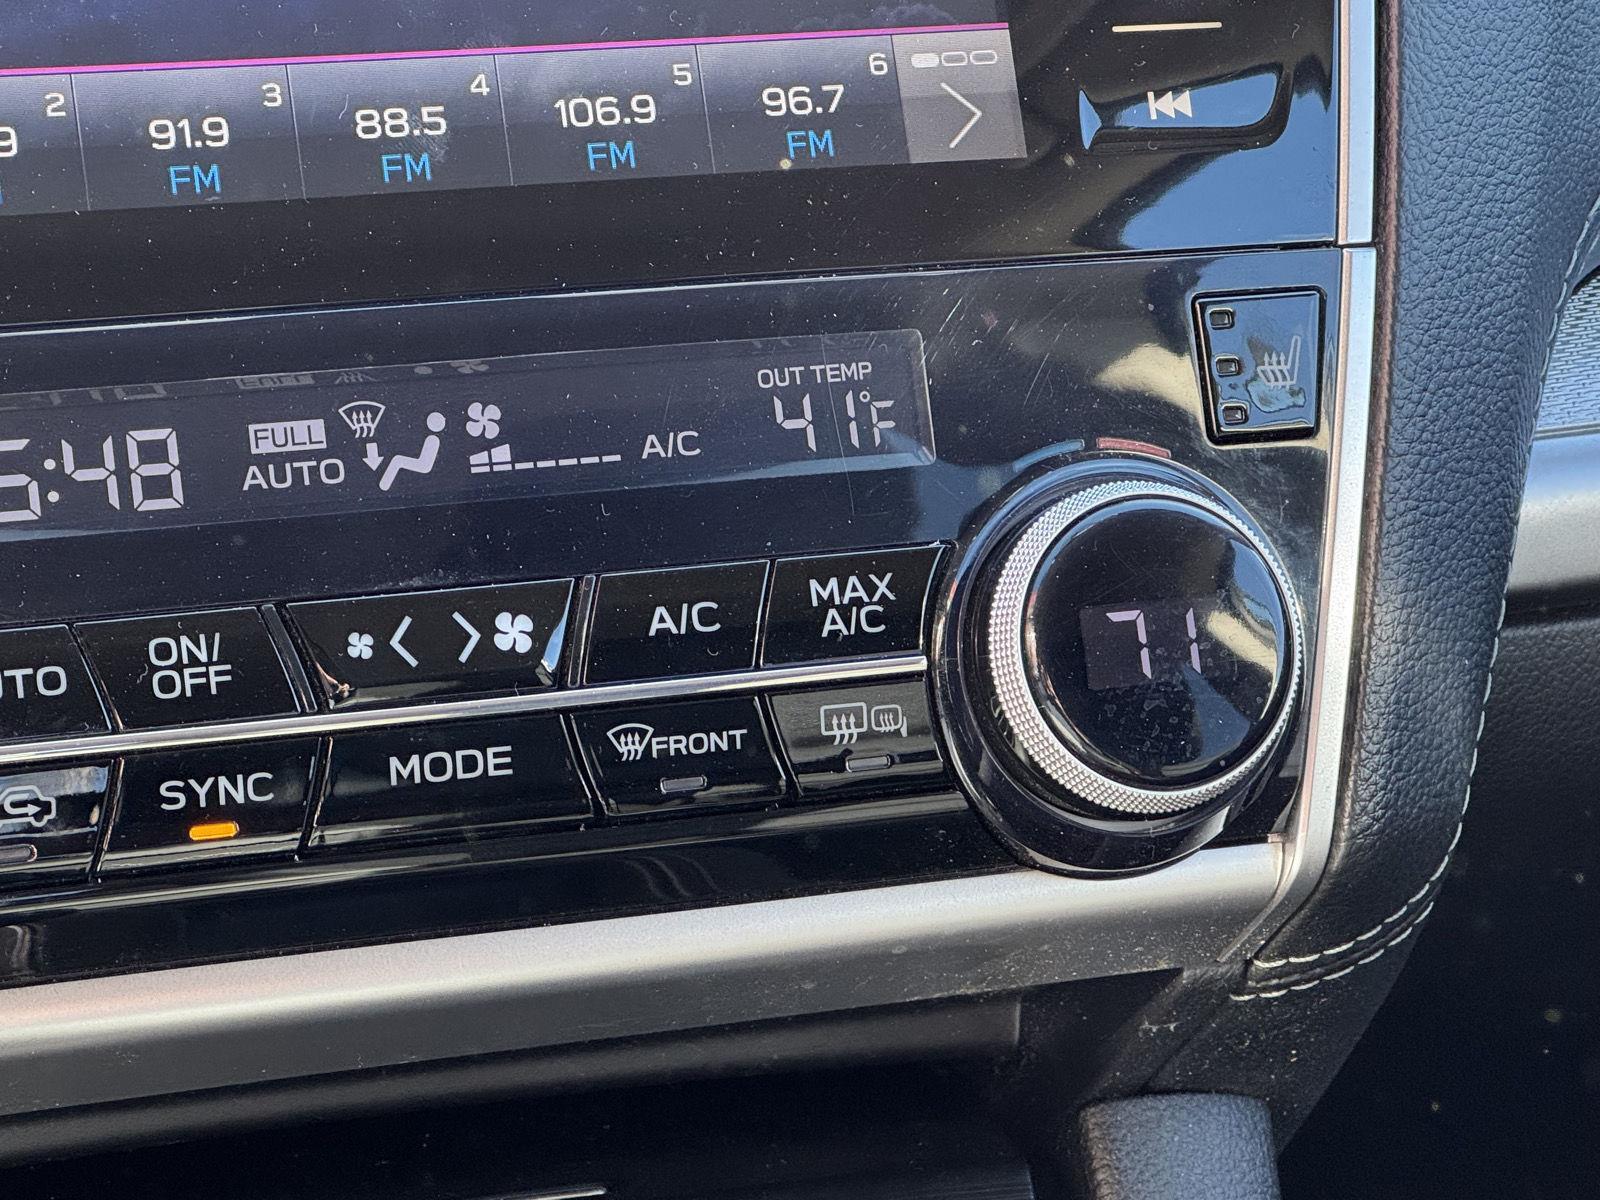 2 3 4 5 6
9 91.9 88.5 106.9 96.7
FM FM FM FM
OUT TEMP
41°F
5:48 FULL AUTO A/C
ON/OFF A/C MAX A/C
71
SYNC MODE FRONT